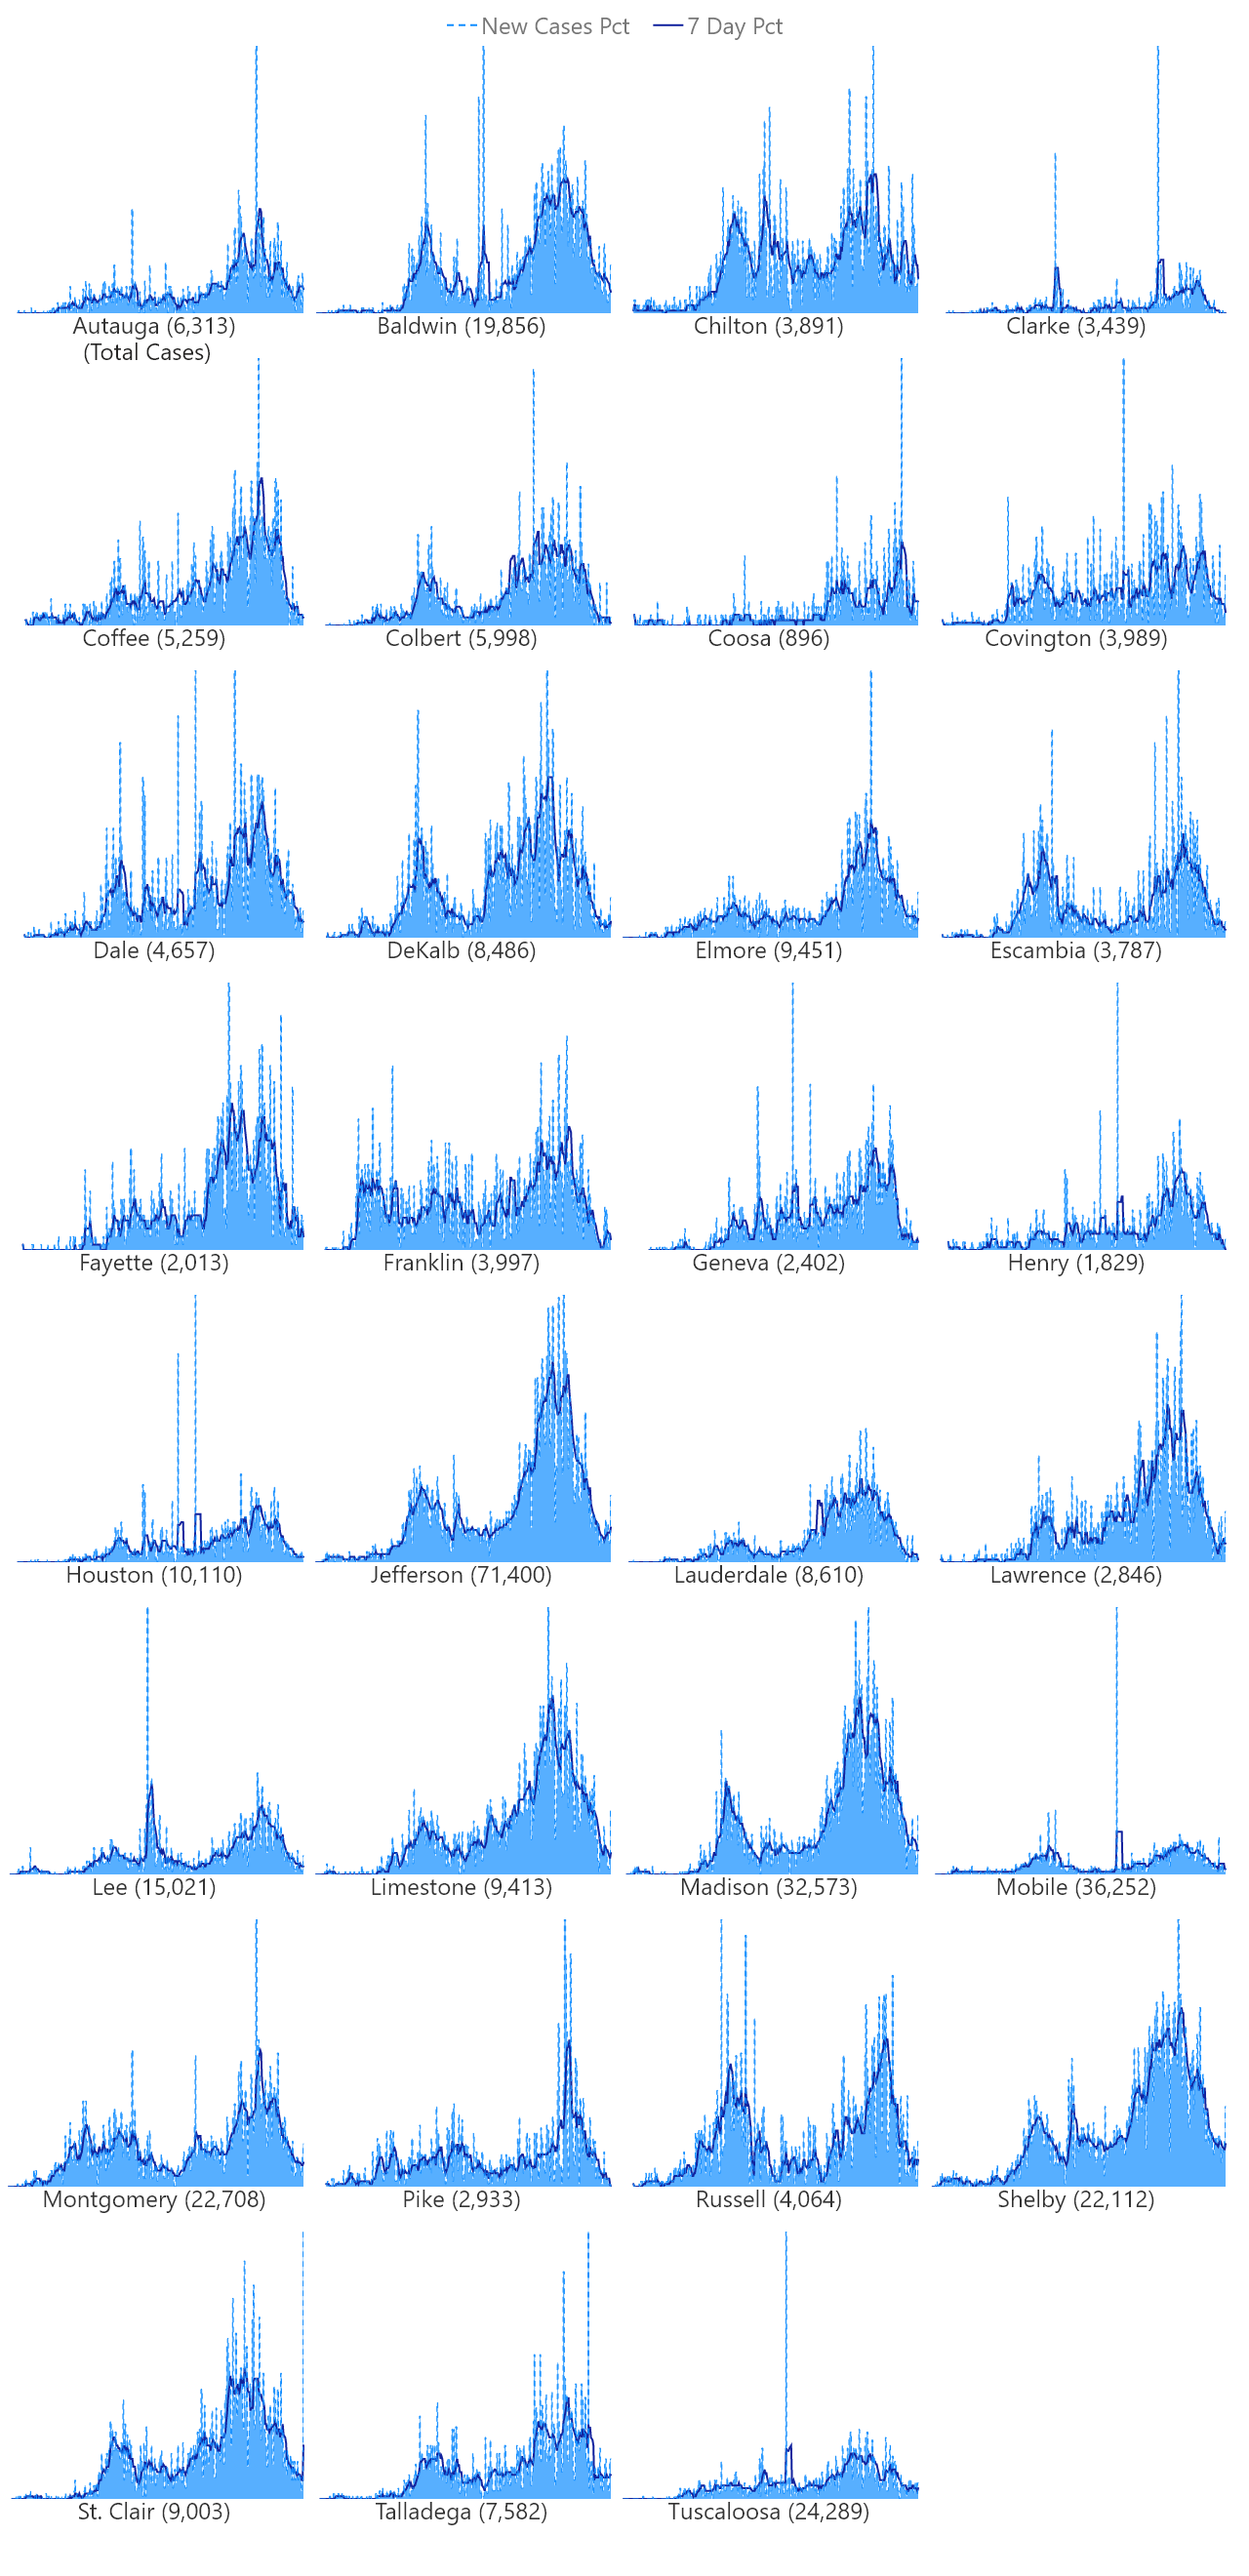 New Cases Pct 7 Day Pct
Autauga (6,313) Baldwin (19,856) Chilton (3,891) Clarke (3,439)
(Total Cases)
Coffee (5,259) Colbert (5,998) Coosa (896) Covington (3,989)
Dale (4,657) DeKalb (8,486) Elmore (9,451) Escambia (3,787)
Fayette (2,013) Franklin (3,997) Geneva (2,402) Henry (1,829)
Houston (10,110) Jefferson (71,400) Lauderdale (8,610) Lawrence (2,846)
Lee (15,021) Limestone (9,413) Madison (32,573) Mobile (36,252)
Montgomery (22,708) Pike (2,933) Russell (4,064) Shelby (22,112)
St. Clair (9,003) Talladega (7,582) Tuscaloosa (24,289)